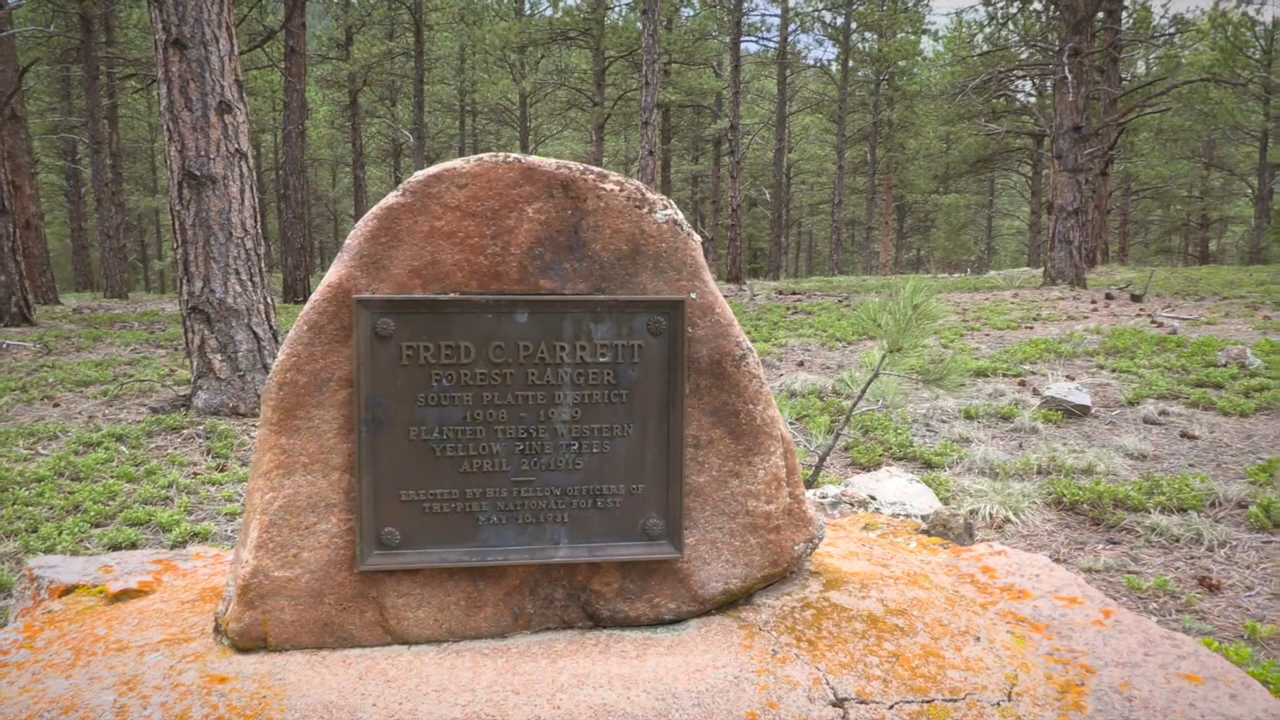 FRED C. PARRETT
FOREST RANGER
SOUTH PLATTE DISTRICT
1908 - 1929
PLANTED THESE WESTERN
YELLOW PINE TREES
APRIL 20, 1915
ERECTED BY HIS FELLOW OFFICERS OF
THE PIKE NATIONAL FOREST
MAY 10, 1931